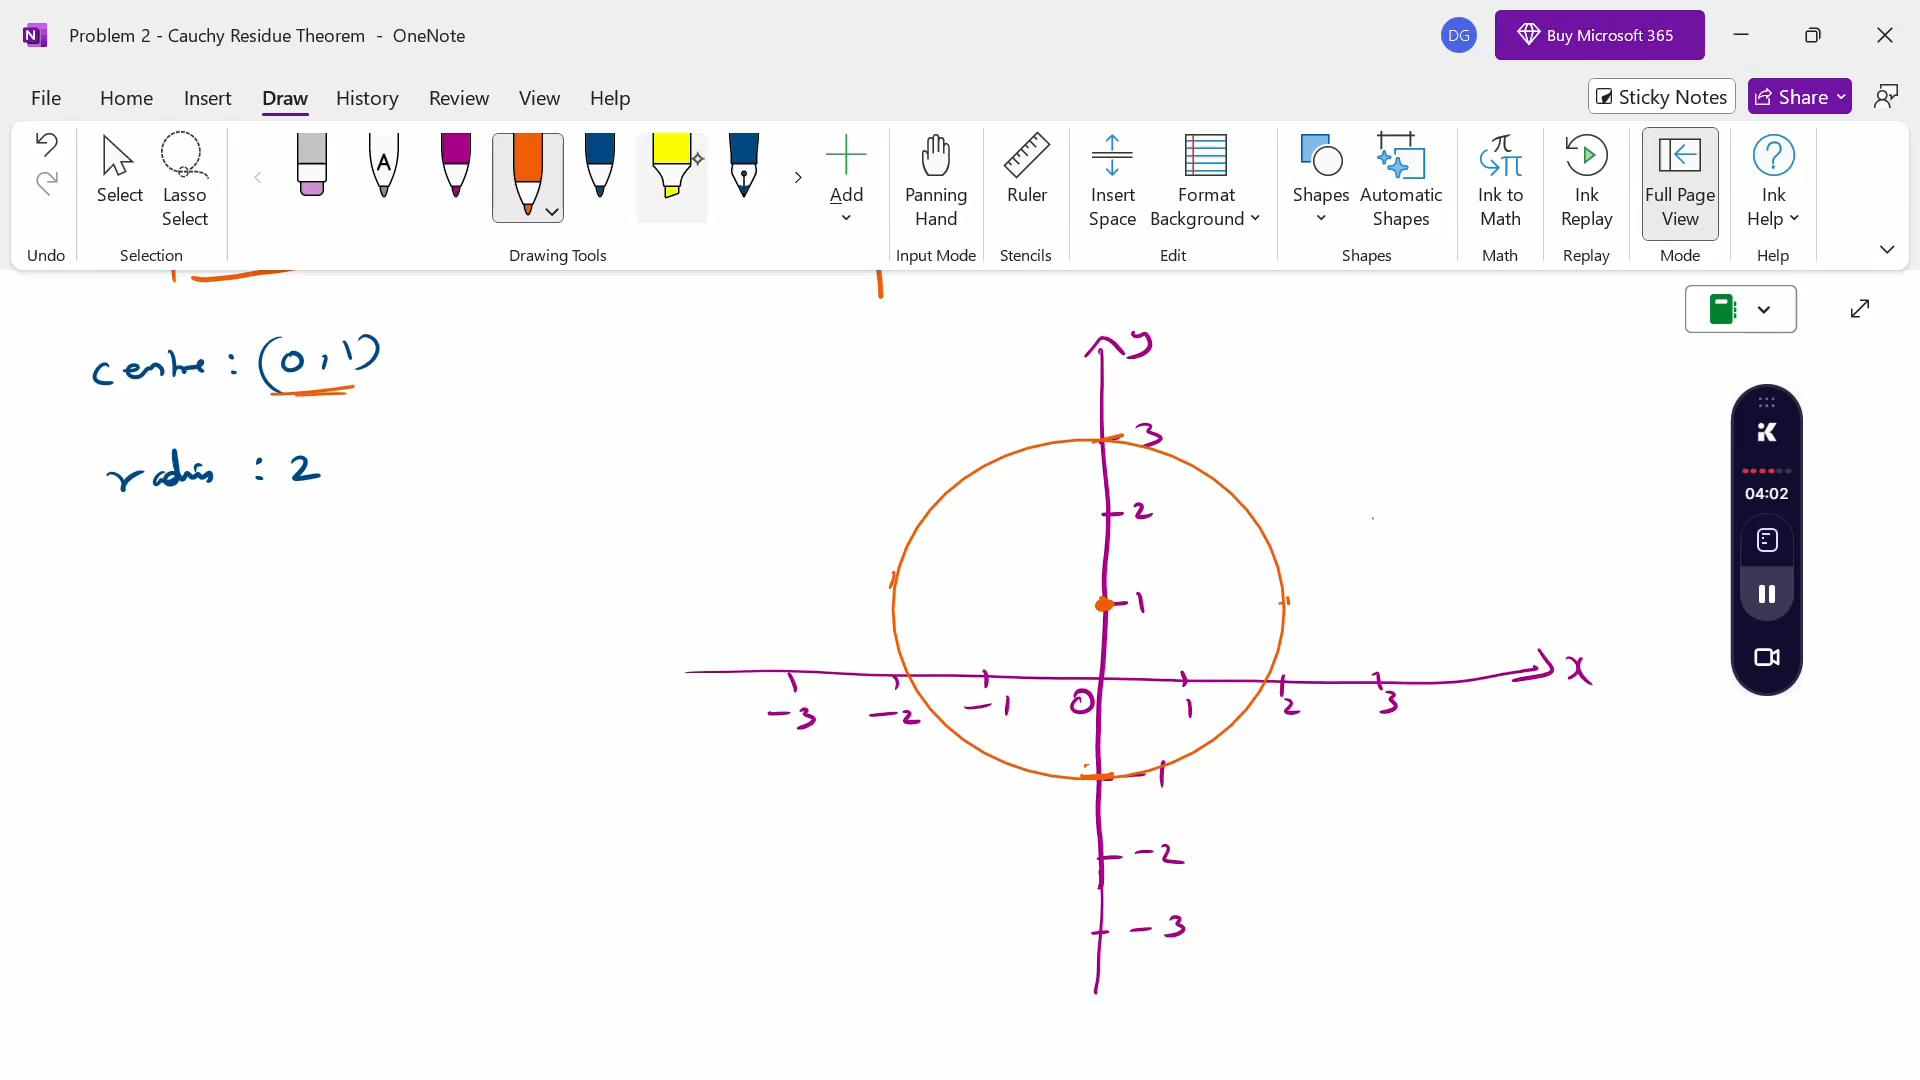 Problem 2 - Cauchy Residue Theorem - OneNote
DG
Buy Microsoft 365
File Home Insert Draw History Review View Help
Sticky Notes
Share
A
Select
Lasso Select
Add
Panning Hand
Ruler
Insert Space
Format Background
Shapes
Automatic Shapes
Ink to Math
Ink Replay
Full Page View
Ink Help
Undo
Selection
Drawing Tools
Input Mode
Stencils
Edit
Shapes
Math
Replay
Mode
Help
centre : (0, 1)
radius : 2
y
3
2
1
x
-3 -2 -1 0 1 2 3
-1
-2
-3
04:02